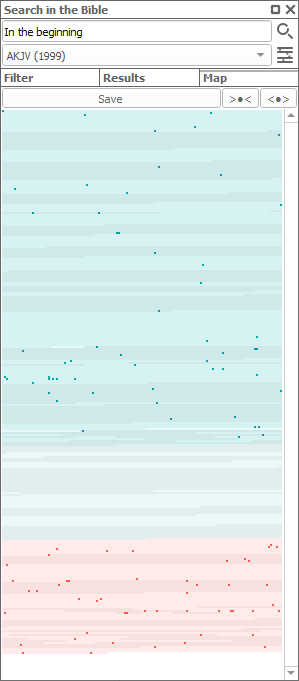 Search in the Bible
In the beginning
AKJV (1999)
Filter Results Map
Save >●< <●>